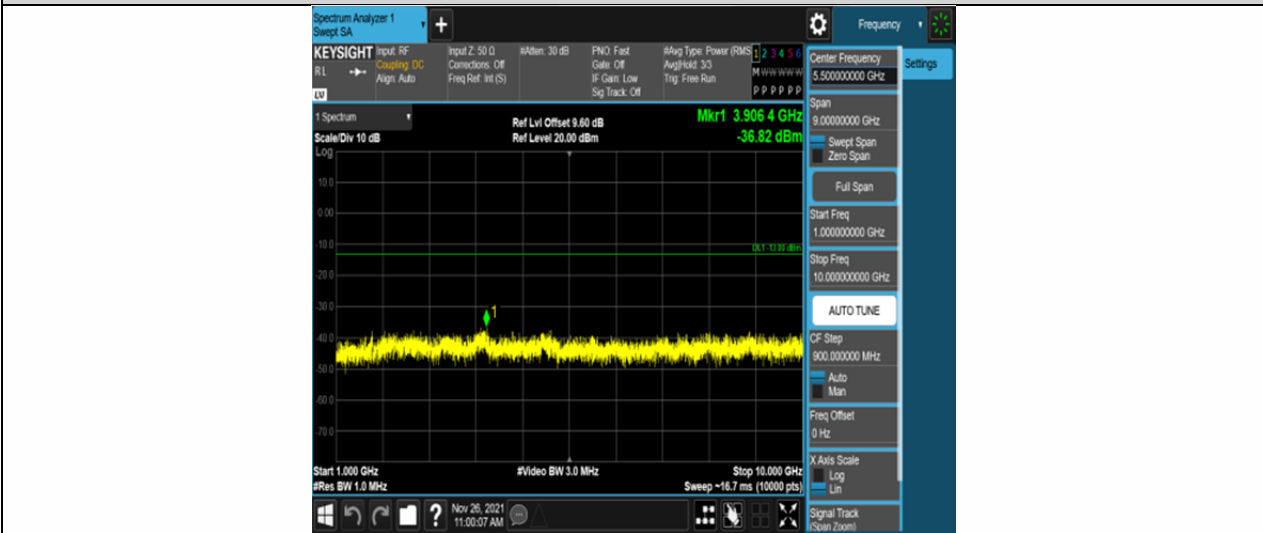 Spectrum Analyzer 1
Swept SA
+
Frequency
KEYSIGHT
RL
LVI
Input: RF
Coupling: DC
Align: Auto
Input Z: 50 Ω
Corrections: Off
Freq Ref: Int (S)
#Atten: 30 dB
PNO: Fast
Gate: Off
IF Gain: Low
Sig Track: Off
#Avg Type: Power (RMS
Avg|Hold: 3/3
Trig: Free Run
1 2 3 4 5 6
M W W W W W
P P P P P P
1 Spectrum
Scale/Div 10 dB
Ref Lvl Offset 9.60 dB
Ref Level 20.00 dBm
Mkr1 3.906 4 GHz
-36.82 dBm
Log
10.0
0.00
-10.0
-20.0
-30.0
-40.0
-50.0
-60.0
-70.0
DL1 -13.00 dBm
1
Start 1.000 GHz
#Res BW 1.0 MHz
#Video BW 3.0 MHz
Stop 10.000 GHz
Sweep ~16.7 ms (10000 pts)
Center Frequency
5.500000000 GHz
Settings
Span
9.00000000 GHz
Swept Span
Zero Span
Full Span
Start Freq
1.000000000 GHz
Stop Freq
10.000000000 GHz
AUTO TUNE
CF Step
900.000000 MHz
Auto
Man
Freq Offset
0 Hz
X Axis Scale
Log
Lin
Signal Track
(Span Zoom)
?
Nov 26, 2021
11:00:07 AM